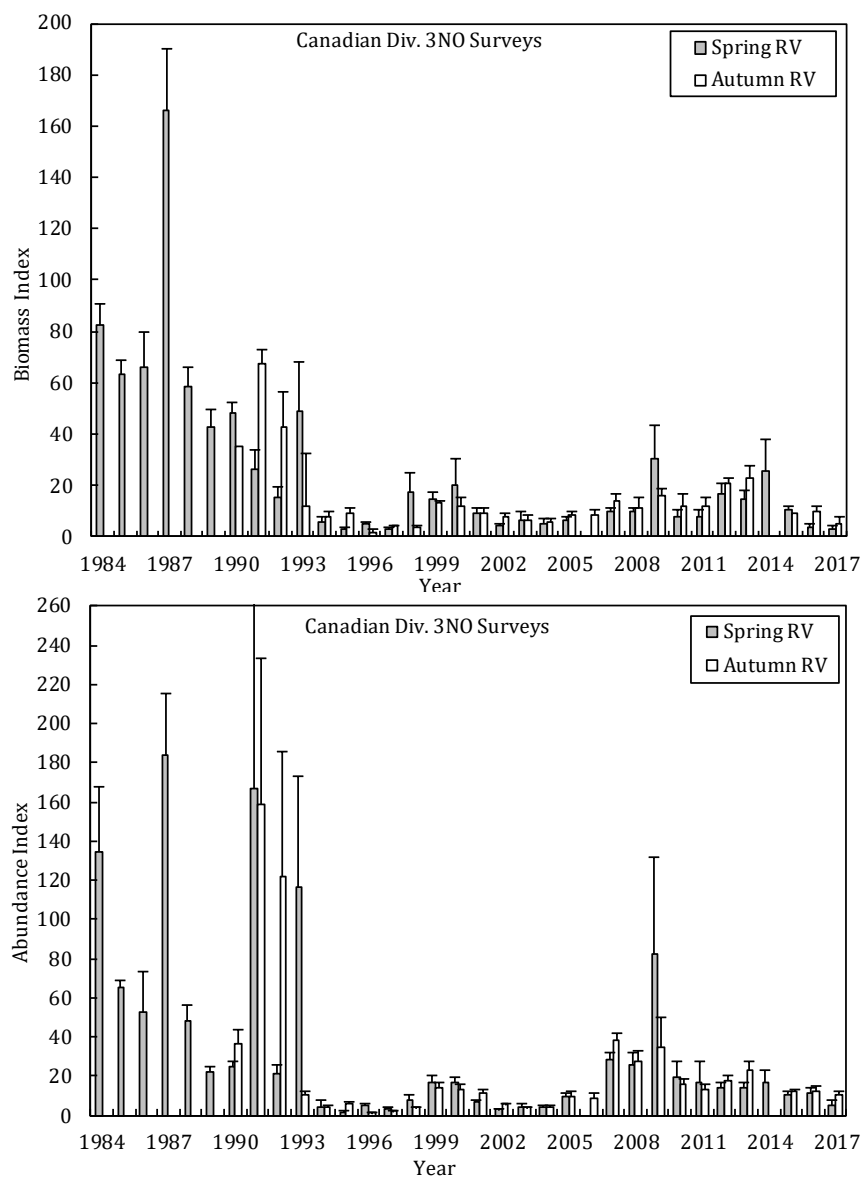 Canadian Div. 3NO Surveys
Spring RV
Autumn RV
Biomass Index
200
180
160
140
120
100
80
60
40
20
0
1984 1987 1990 1993 1996 1999 2002 2005 2008 2011 2014 2017
Year
Canadian Div. 3NO Surveys
Spring RV
Autumn RV
Abundance Index
260
240
220
200
180
160
140
120
100
80
60
40
20
0
1984 1987 1990 1993 1996 1999 2002 2005 2008 2011 2014 2017
Year